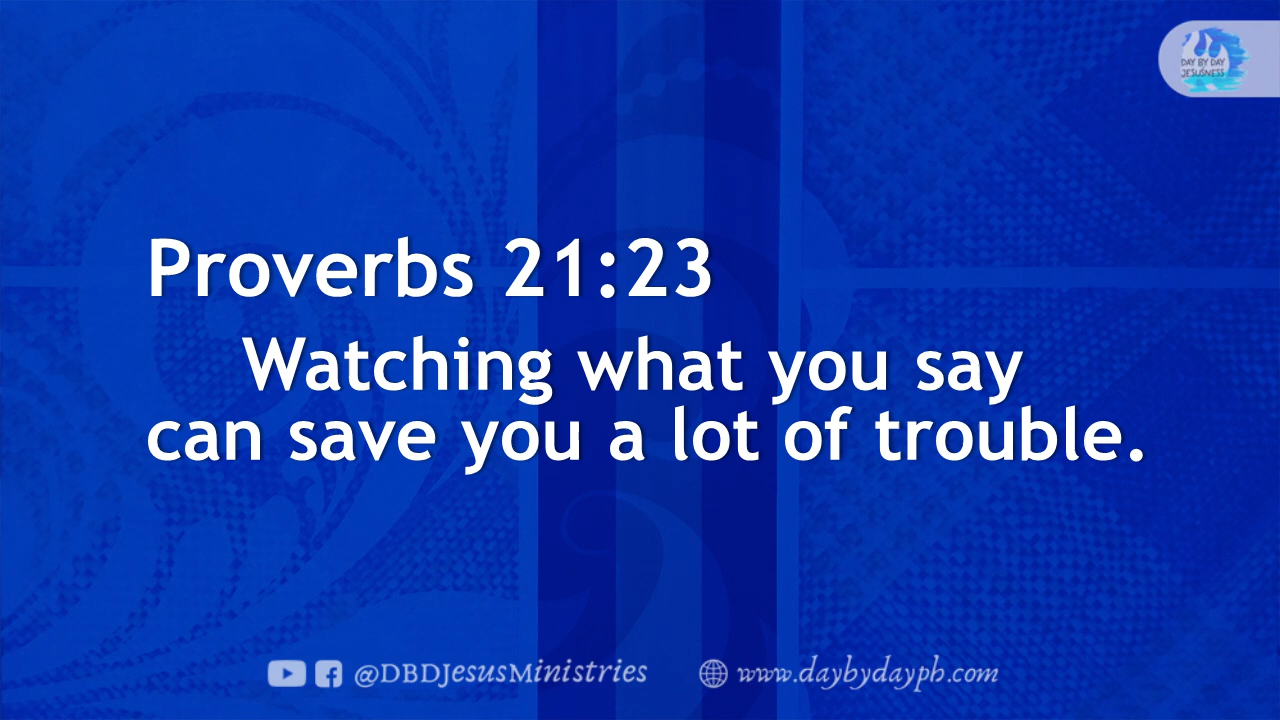 DAY BY DAY
JESUSNESS
Proverbs 21:23
Watching what you say
can save you a lot of trouble.
@DBDJesusMinistries
www.daybydayph.com